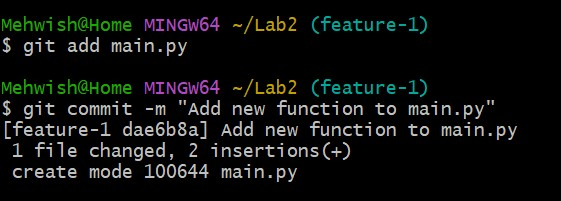 Mehwish@Home MINGW64 ~/Lab2 (feature-1)
$ git add main.py
Mehwish@Home MINGW64 ~/Lab2 (feature-1)
$ git commit -m "Add new function to main.py"
[feature-1 dae6b8a] Add new function to main.py
 1 file changed, 2 insertions(+)
 create mode 100644 main.py